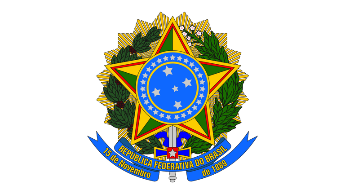 REPÚBLICA FEDERATIVA DO BRASIL
15 de Novembro
de 1889